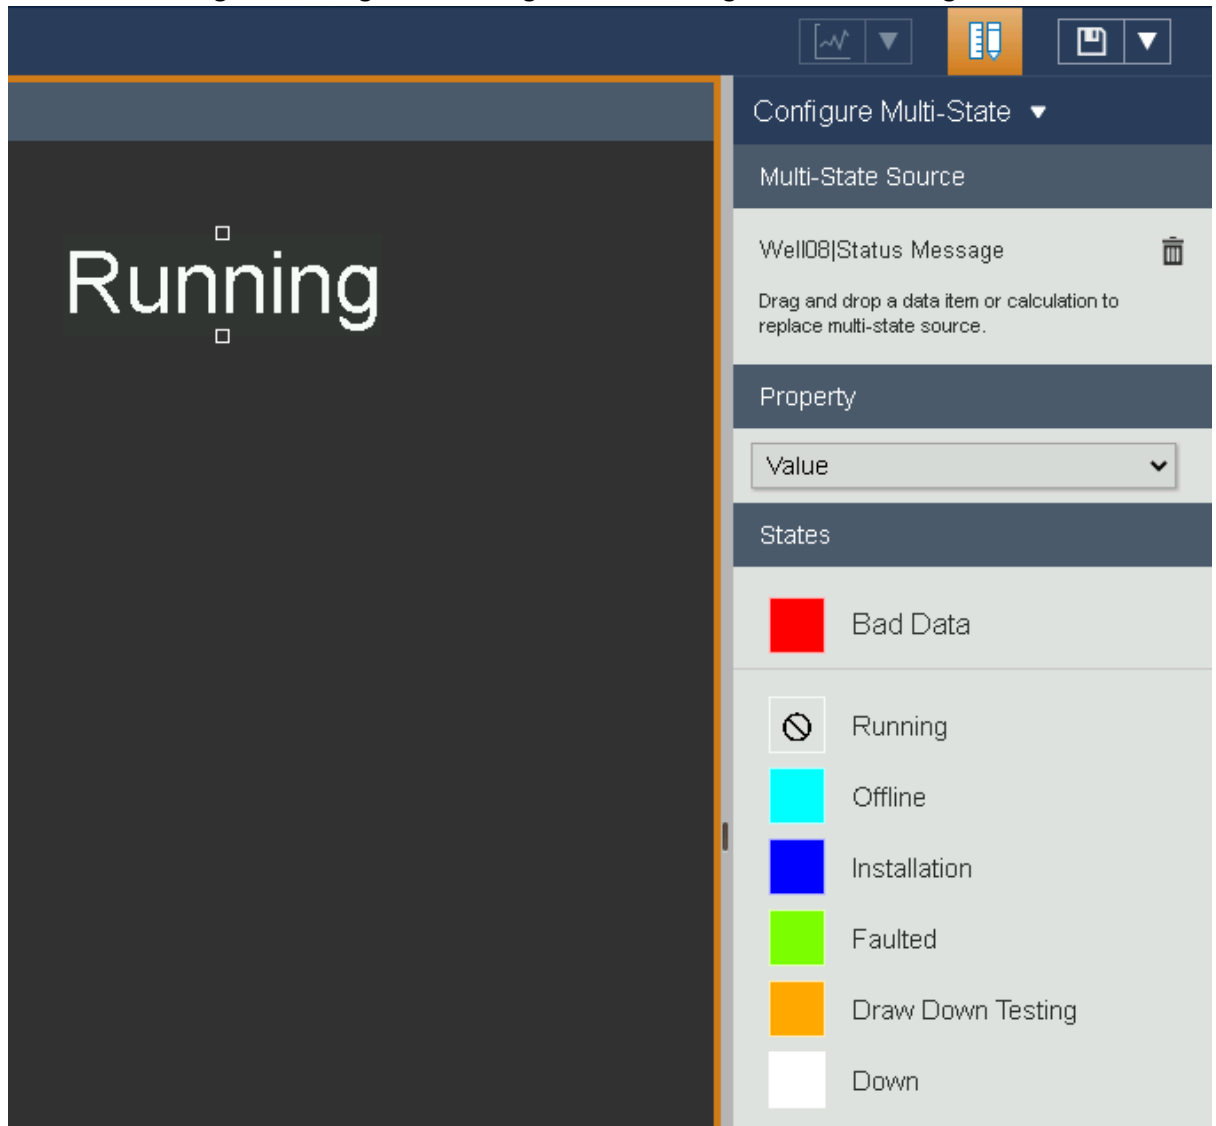 Configure Multi-State
Multi-State Source
Running
Well08|Status Message
Drag and drop a data item or calculation to
replace multi-state source.
Property
Value
States
Bad Data
Running
Offline
Installation
Faulted
Draw Down Testing
Down